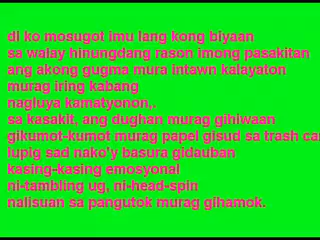 di ko mosugot imu lang kong biyaan
sa walay hinungdang rason imong pasakitan
ang akong gugma mura intawn kalayaton
murag iring kabang
nagluya kamatyonon,,
sa kasakit, ang dughan murag gihiwaan
gikumot-kumot murag papel gisud sa trash can
lupig sad nako'y basura gidauban
kasing-kasing emosyonal
ni-tambling ug, ni-head-spin
nalisuan sa pangutok murag gihamok.